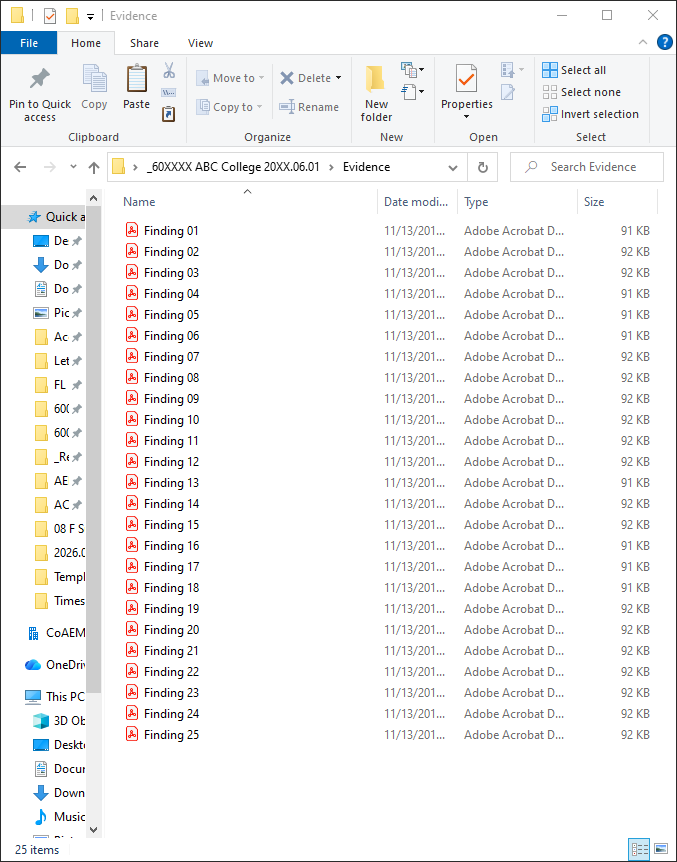 Evidence
File Home Share View
Pin to Quick access
Copy
Paste
Move to
Copy to
Delete
Rename
New folder
Properties
Select all
Select none
Invert selection
Clipboard Organize New Open Select
_60XXXX ABC College 20XX.06.01 Evidence
Search Evidence
Name Date modi... Type Size
Quick a
De
Do
Do
Pic
Ac
Let
FL
600
600
_Re
AE
AC
08 F S
2026.0
Templ
Times
CoAEM
OneDriv
This PC
3D Ob
Deskto
Docur
Down
Music
Finding 01 11/13/201... Adobe Acrobat D... 91 KB
Finding 02 11/13/201... Adobe Acrobat D... 92 KB
Finding 03 11/13/201... Adobe Acrobat D... 92 KB
Finding 04 11/13/201... Adobe Acrobat D... 91 KB
Finding 05 11/13/201... Adobe Acrobat D... 91 KB
Finding 06 11/13/201... Adobe Acrobat D... 91 KB
Finding 07 11/13/201... Adobe Acrobat D... 92 KB
Finding 08 11/13/201... Adobe Acrobat D... 92 KB
Finding 09 11/13/201... Adobe Acrobat D... 92 KB
Finding 10 11/13/201... Adobe Acrobat D... 92 KB
Finding 11 11/13/201... Adobe Acrobat D... 92 KB
Finding 12 11/13/201... Adobe Acrobat D... 92 KB
Finding 13 11/13/201... Adobe Acrobat D... 91 KB
Finding 14 11/13/201... Adobe Acrobat D... 92 KB
Finding 15 11/13/201... Adobe Acrobat D... 92 KB
Finding 16 11/13/201... Adobe Acrobat D... 91 KB
Finding 17 11/13/201... Adobe Acrobat D... 91 KB
Finding 18 11/13/201... Adobe Acrobat D... 91 KB
Finding 19 11/13/201... Adobe Acrobat D... 92 KB
Finding 20 11/13/201... Adobe Acrobat D... 92 KB
Finding 21 11/13/201... Adobe Acrobat D... 92 KB
Finding 22 11/13/201... Adobe Acrobat D... 92 KB
Finding 23 11/13/201... Adobe Acrobat D... 92 KB
Finding 24 11/13/201... Adobe Acrobat D... 92 KB
Finding 25 11/13/201... Adobe Acrobat D... 92 KB
25 items